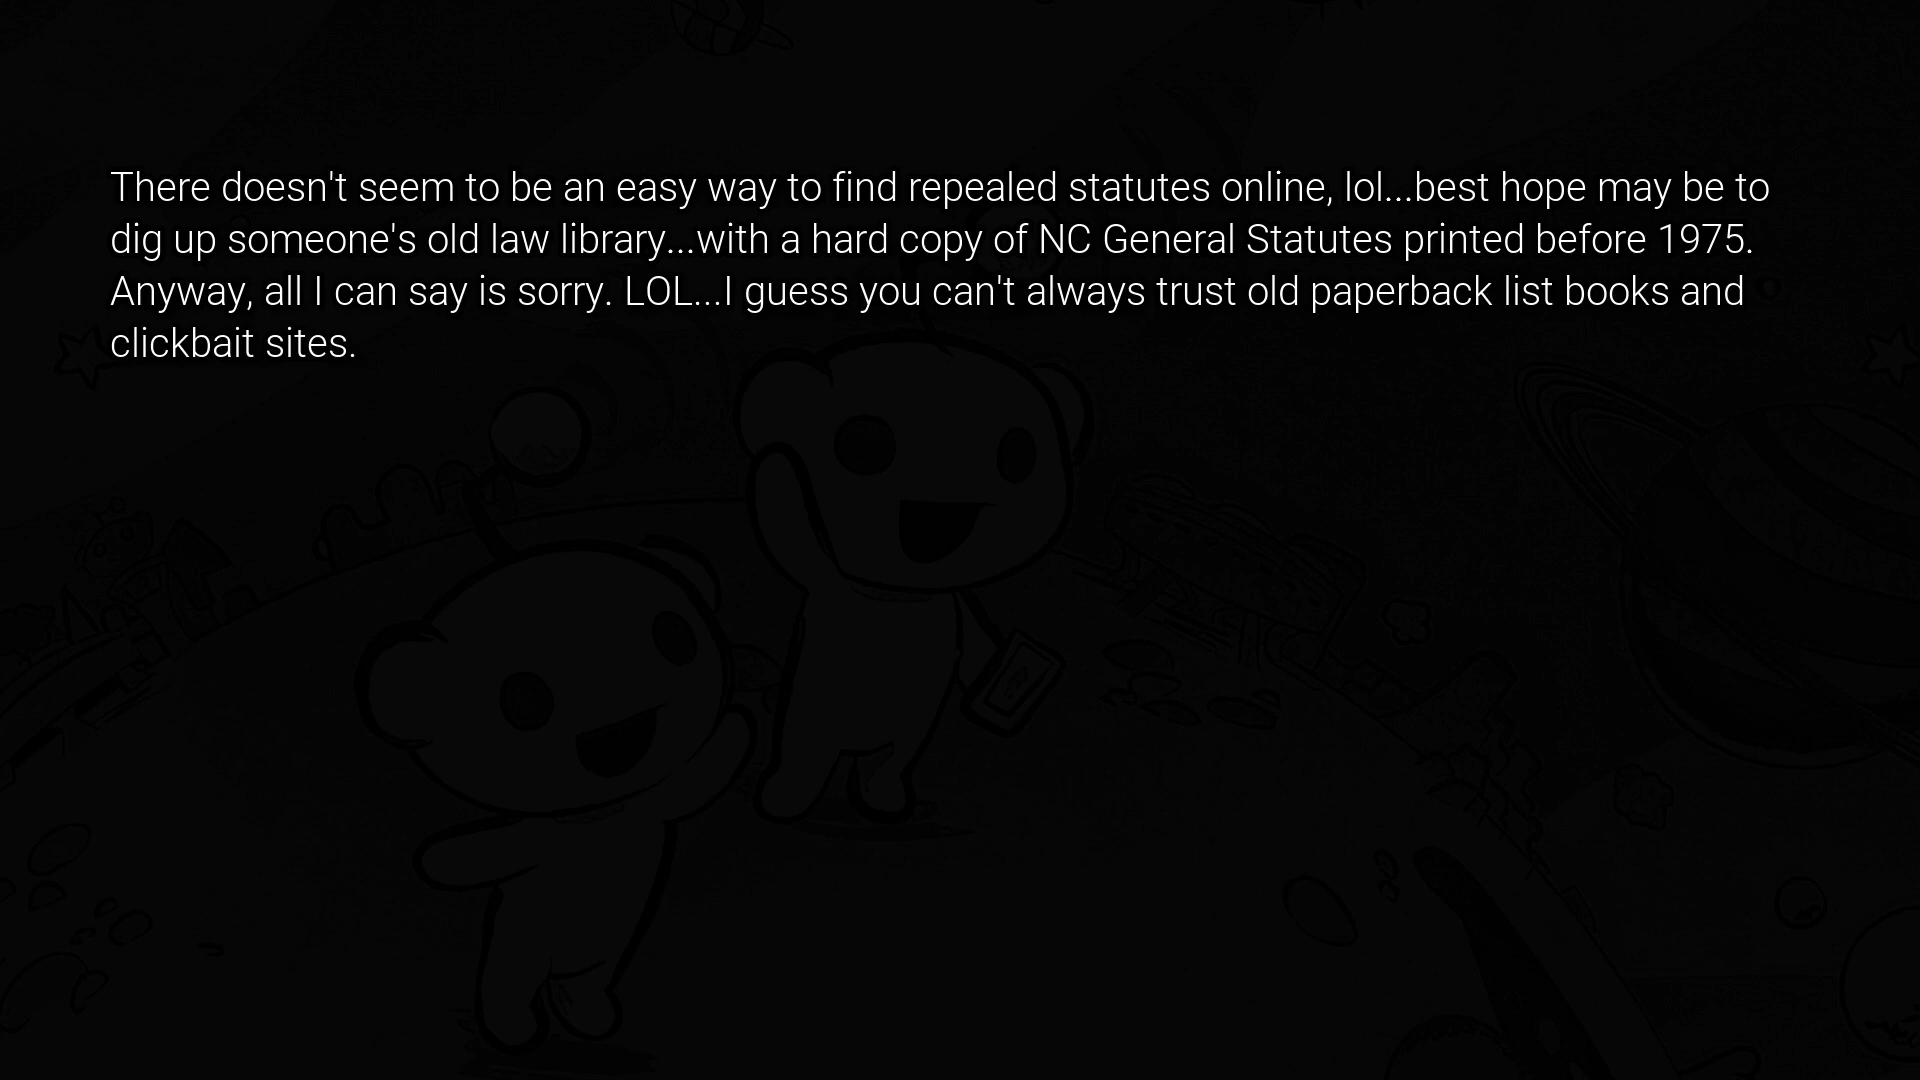 There doesn't seem to be an easy way to find repealed statutes online, lol...best hope may be to
dig up someone's old law library...with a hard copy of NC General Statutes printed before 1975.
Anyway, all I can say is sorry. LOL...I guess you can't always trust old paperback list books and
clickbait sites.